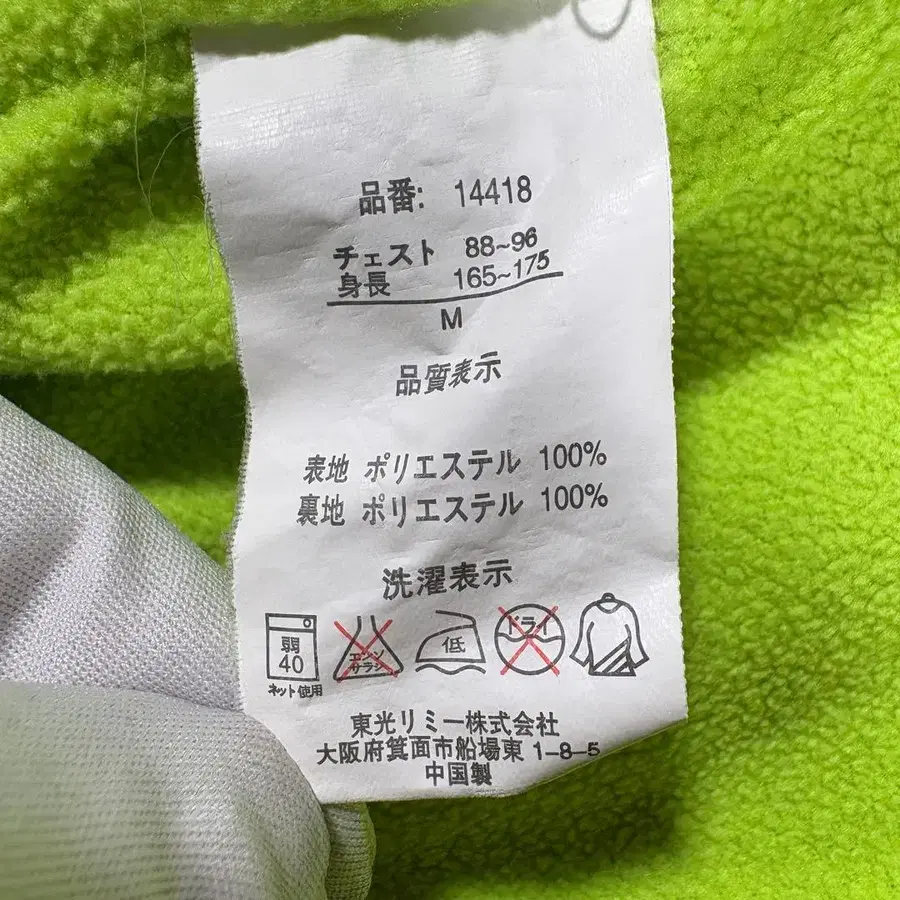 品番: 14418
チェスト 88~96
身長 165~175
M
品質表示
表地 ポリエステル 100%
裏地 ポリエステル 100%
洗濯表示
弱 40 エンソサラシ 低 ドライ
ネット使用
東光リミー株式会社
大阪府箕面市船場東 1-8-5
中国製